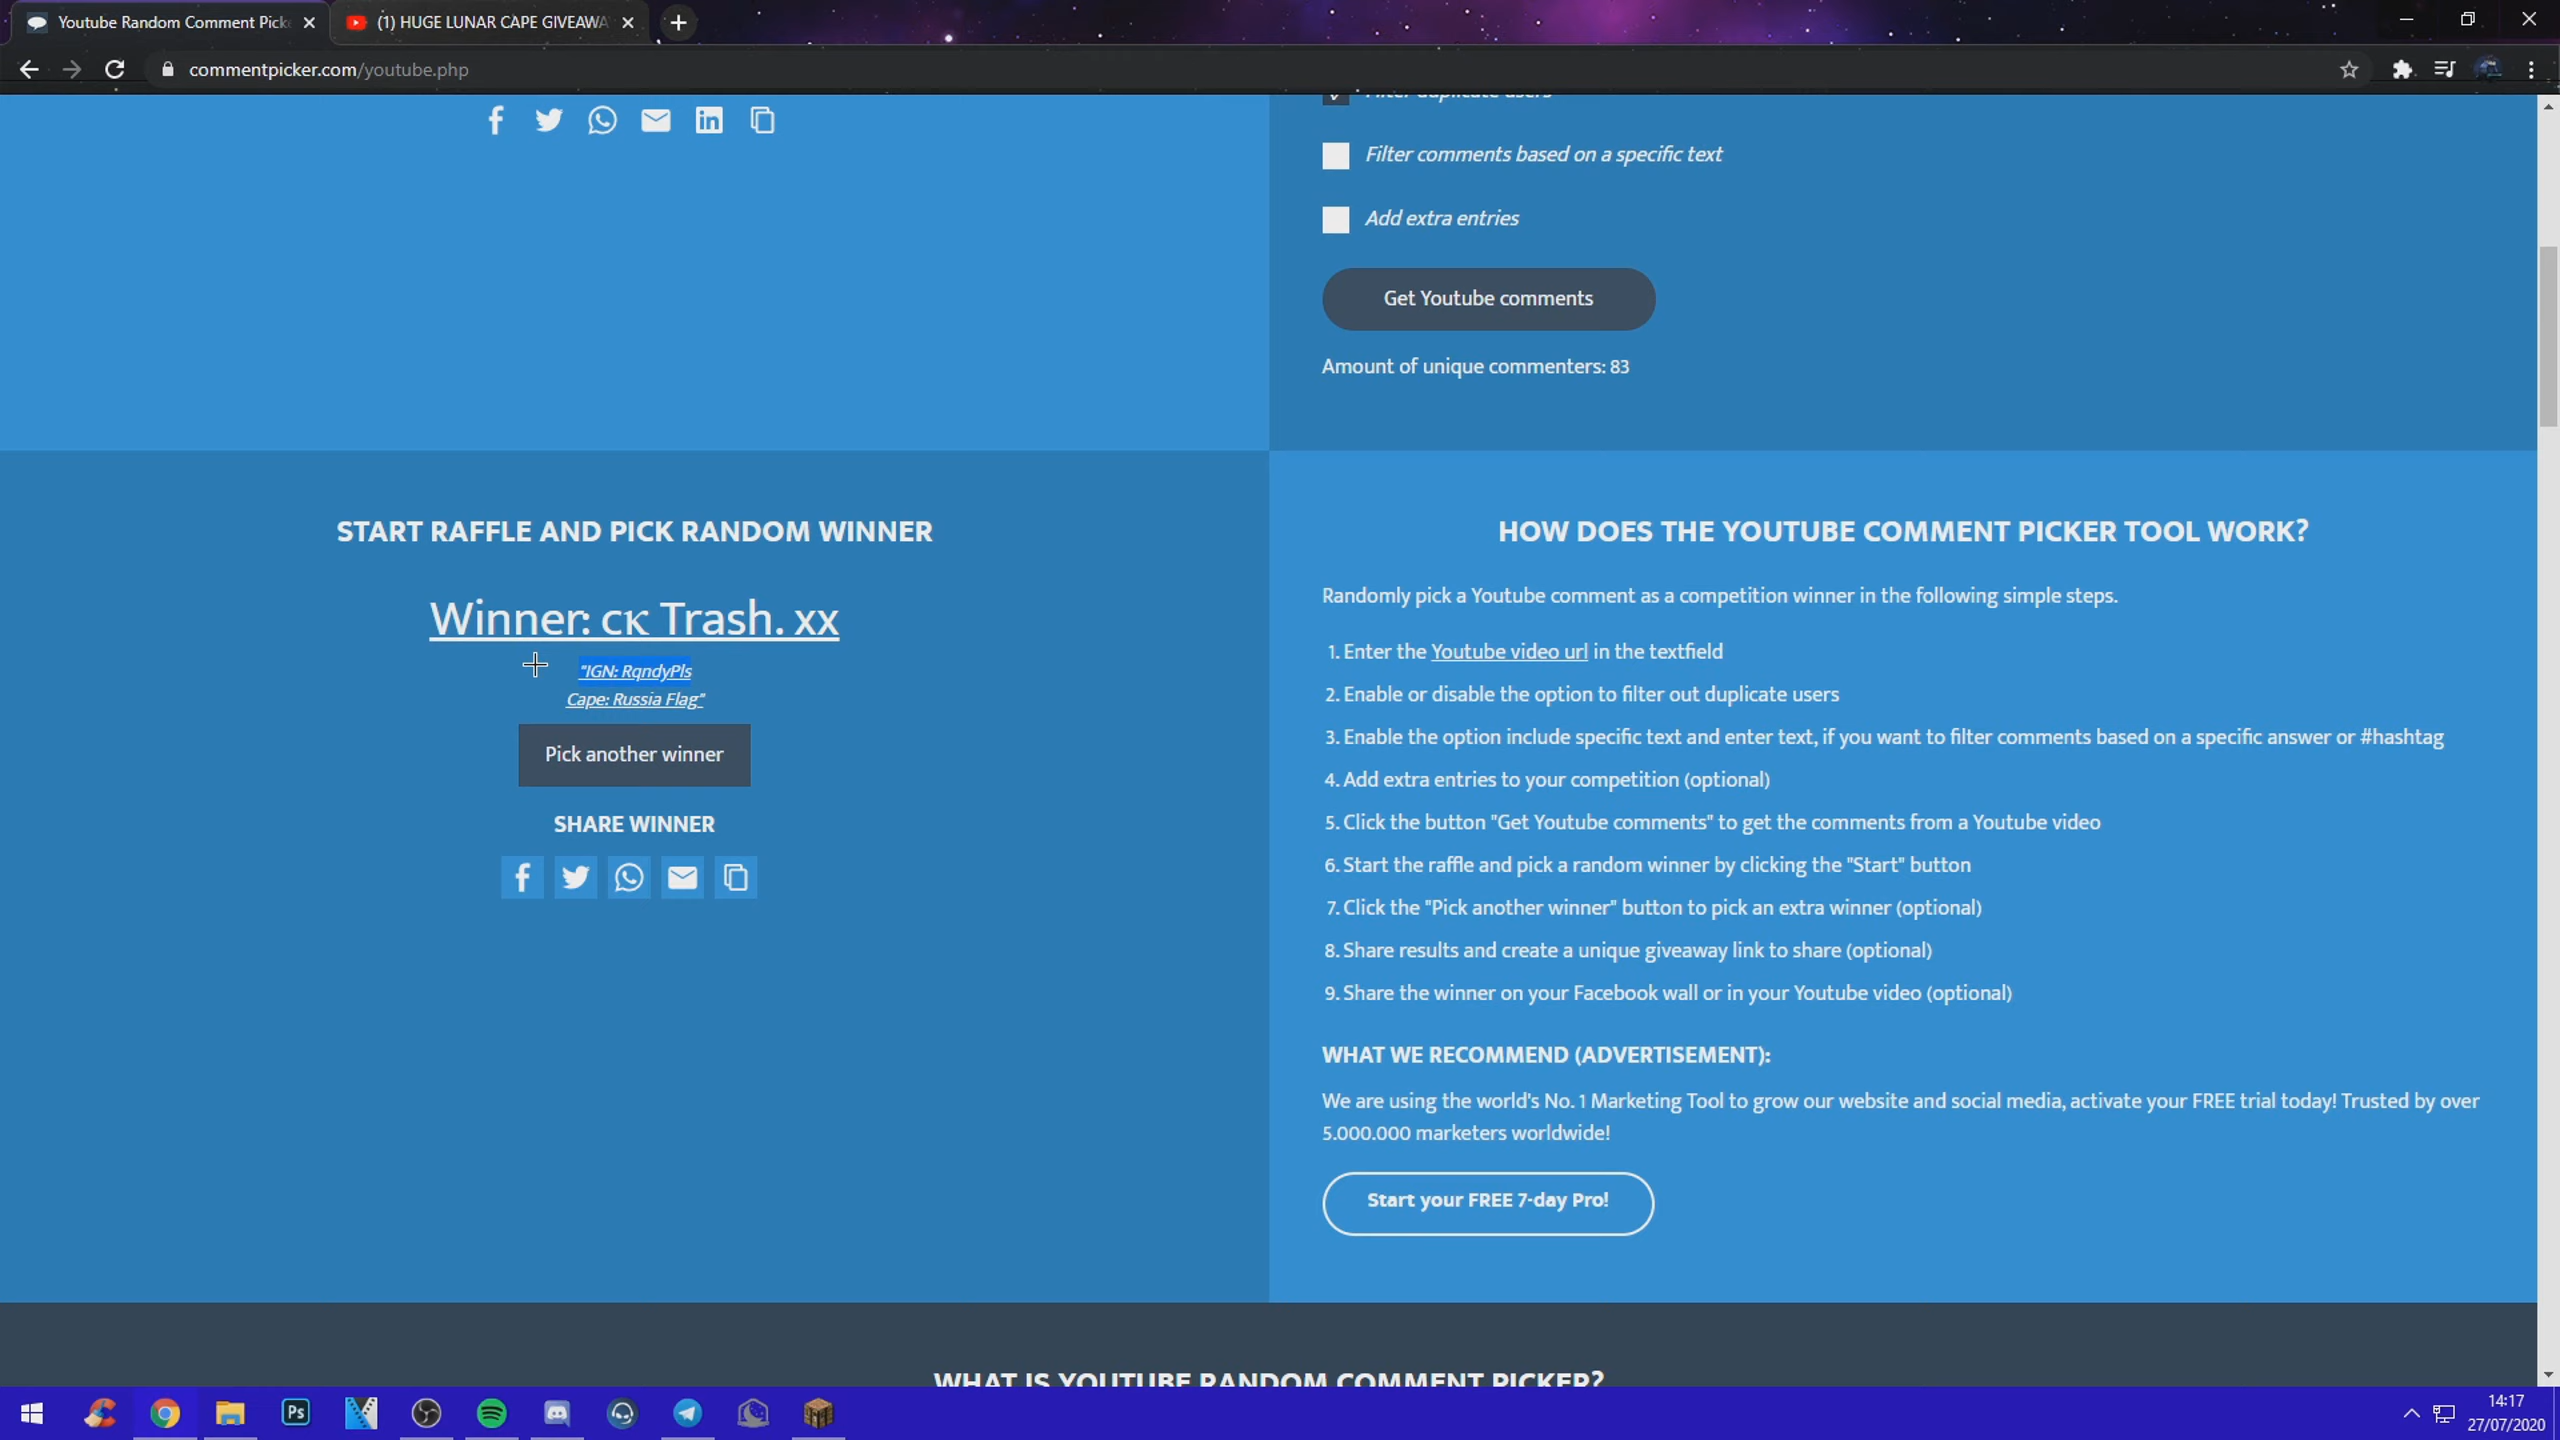 Youtube Random Comment Pick
(1) HUGE LUNAR CAPE GIVEAWA
commentpicker.com/youtube.php
Filter duplicate users
Filter comments based on a specific text
Add extra entries
Get Youtube comments
Amount of unique commenters: 83
START RAFFLE AND PICK RANDOM WINNER
Winner: cκ Trash. xx
"IGN: RqndyPls
Cape: Russia Flag"
Pick another winner
SHARE WINNER
HOW DOES THE YOUTUBE COMMENT PICKER TOOL WORK?
Randomly pick a Youtube comment as a competition winner in the following simple steps.
1. Enter the Youtube video url in the textfield
2. Enable or disable the option to filter out duplicate users
3. Enable the option include specific text and enter text, if you want to filter comments based on a specific answer or #hashtag
4. Add extra entries to your competition (optional)
5. Click the button "Get Youtube comments" to get the comments from a Youtube video
6. Start the raffle and pick a random winner by clicking the "Start" button
7. Click the "Pick another winner" button to pick an extra winner (optional)
8. Share results and create a unique giveaway link to share (optional)
9. Share the winner on your Facebook wall or in your Youtube video (optional)
WHAT WE RECOMMEND (ADVERTISEMENT):
We are using the world's No. 1 Marketing Tool to grow our website and social media, activate your FREE trial today! Trusted by over
5.000.000 marketers worldwide!
Start your FREE 7-day Pro!
WHAT IS YOUTUBE RANDOM COMMENT PICKER?
Ps
14:17
27/07/2020